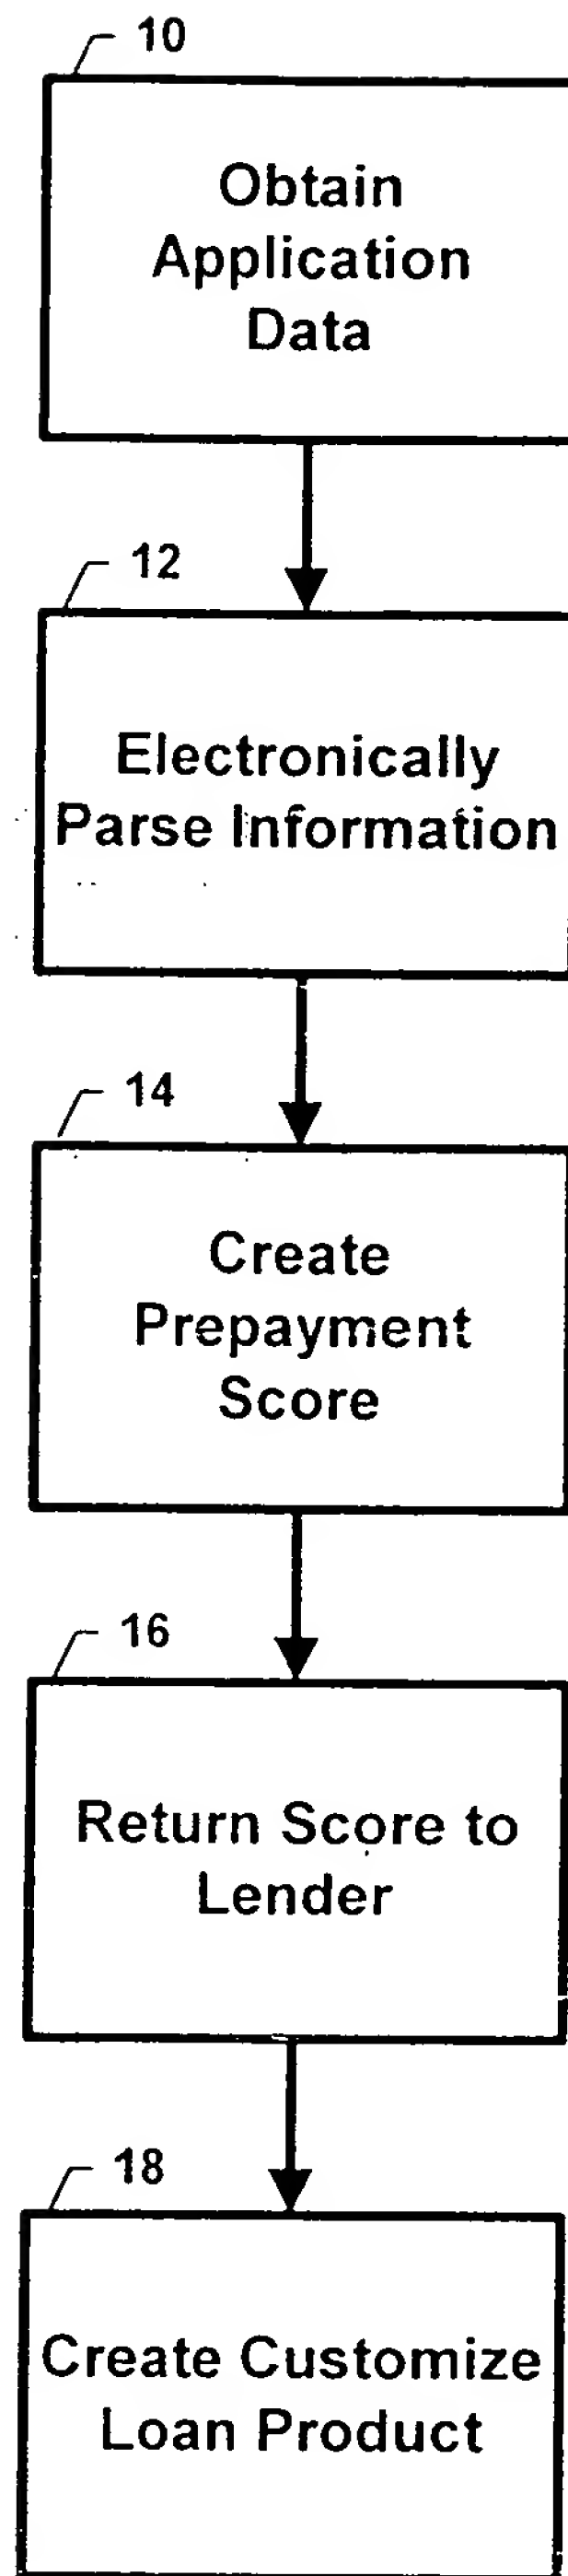 10
Obtain
Application
Data
12
Electronically
Parse Information
14
Create
Prepayment
Score
16
Return Score to
Lender
18
Create Customize
Loan Product